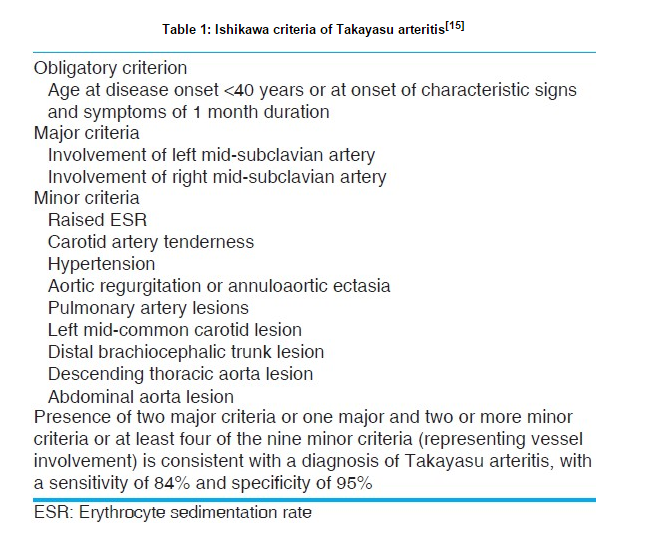 Table 1: Ishikawa criteria of Takayasu arteritis[15]
Obligatory criterion
Age at disease onset <40 years or at onset of characteristic signs
and symptoms of 1 month duration
Major criteria
Involvement of left mid-subclavian artery
Involvement of right mid-subclavian artery
Minor criteria
Raised ESR
Carotid artery tenderness
Hypertension
Aortic regurgitation or annuloaortic ectasia
Pulmonary artery lesions
Left mid-common carotid lesion
Distal brachiocephalic trunk lesion
Descending thoracic aorta lesion
Abdominal aorta lesion
Presence of two major criteria or one major and two or more minor
criteria or at least four of the nine minor criteria (representing vessel
involvement) is consistent with a diagnosis of Takayasu arteritis, with
a sensitivity of 84% and specificity of 95%
ESR: Erythrocyte sedimentation rate